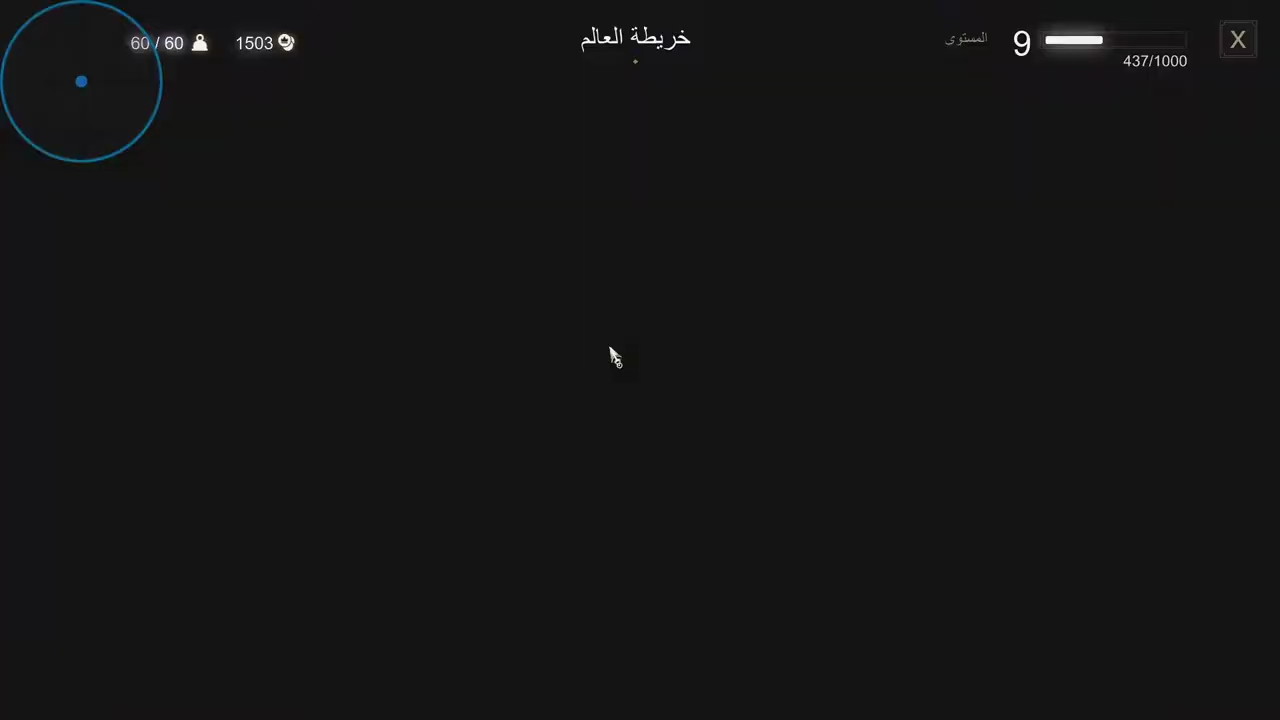 خريطة العالم
المستوى 9
437/1000
60 / 60
1503
X